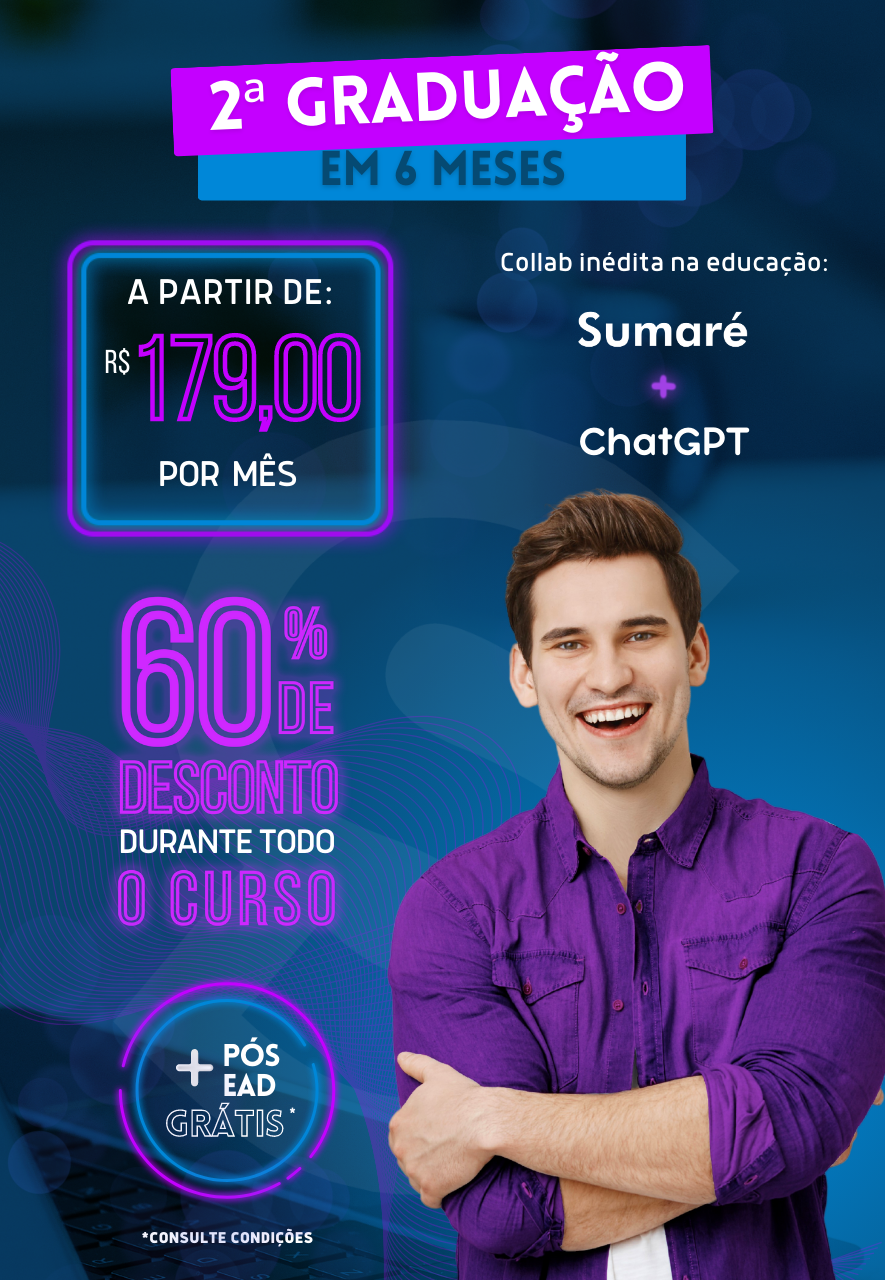 2ª GRADUAÇÃO
EM 6 MESES
A PARTIR DE:
R$ 179,00
POR MÊS
Collab inédita na educação:
Sumaré
+
ChatGPT
60% DE
DESCONTO
DURANTE TODO
O CURSO
+ PÓS
EAD
GRÁTIS*
*CONSULTE CONDIÇÕES